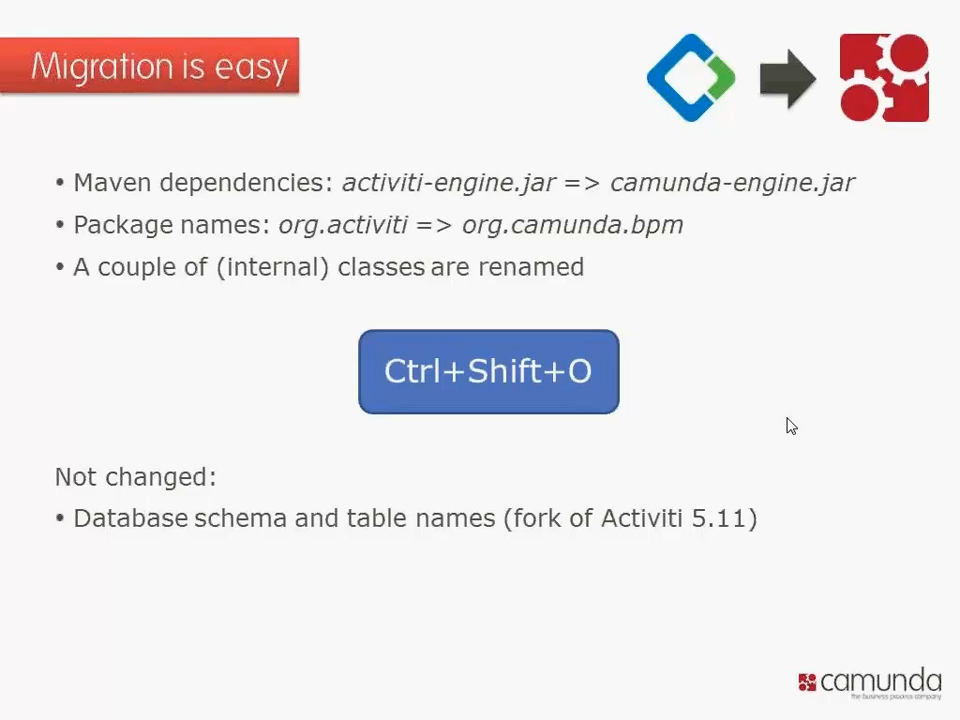 Migration is easy
• Maven dependencies: activiti-engine.jar => camunda-engine.jar
• Package names: org.activiti => org.camunda.bpm
• A couple of (internal) classes are renamed
Ctrl+Shift+O
Not changed:
• Database schema and table names (fork of Activiti 5.11)
camunda
the business process company